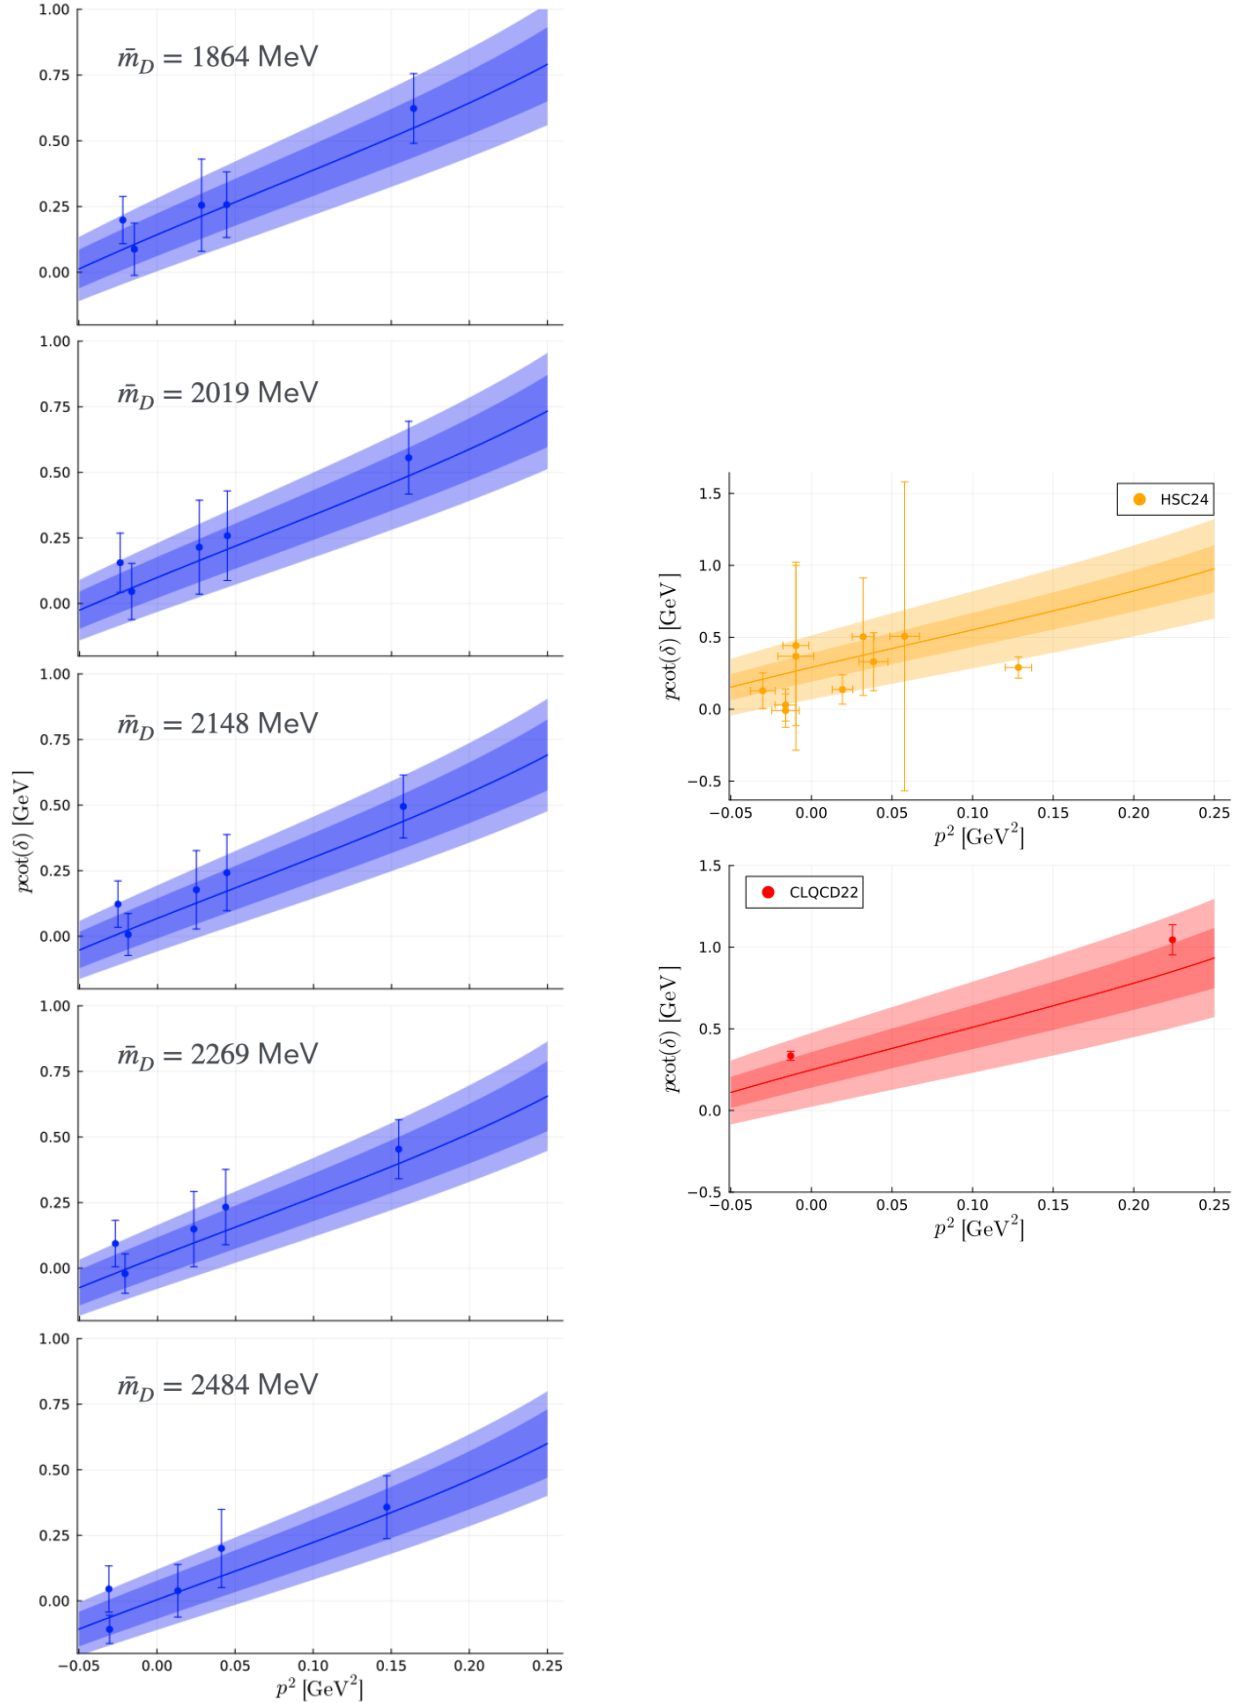 1.00
m̄_D = 1864 MeV
0.75
0.50
0.25
0.00
1.00
m̄_D = 2019 MeV
0.75
0.50
0.25
0.00
1.00
m̄_D = 2148 MeV
0.75
0.50
0.25
0.00
pcot(δ) [GeV]
1.00
m̄_D = 2269 MeV
0.75
0.50
0.25
0.00
1.00
m̄_D = 2484 MeV
0.75
0.50
0.25
0.00
−0.05 0.00 0.05 0.10 0.15 0.20 0.25
p² [GeV²]
HSC24
1.5
1.0
0.5
0.0
−0.5
pcot(δ) [GeV]
−0.05 0.00 0.05 0.10 0.15 0.20 0.25
p² [GeV²]
CLQCD22
1.5
1.0
0.5
0.0
−0.5
pcot(δ) [GeV]
−0.05 0.00 0.05 0.10 0.15 0.20 0.25
p² [GeV²]